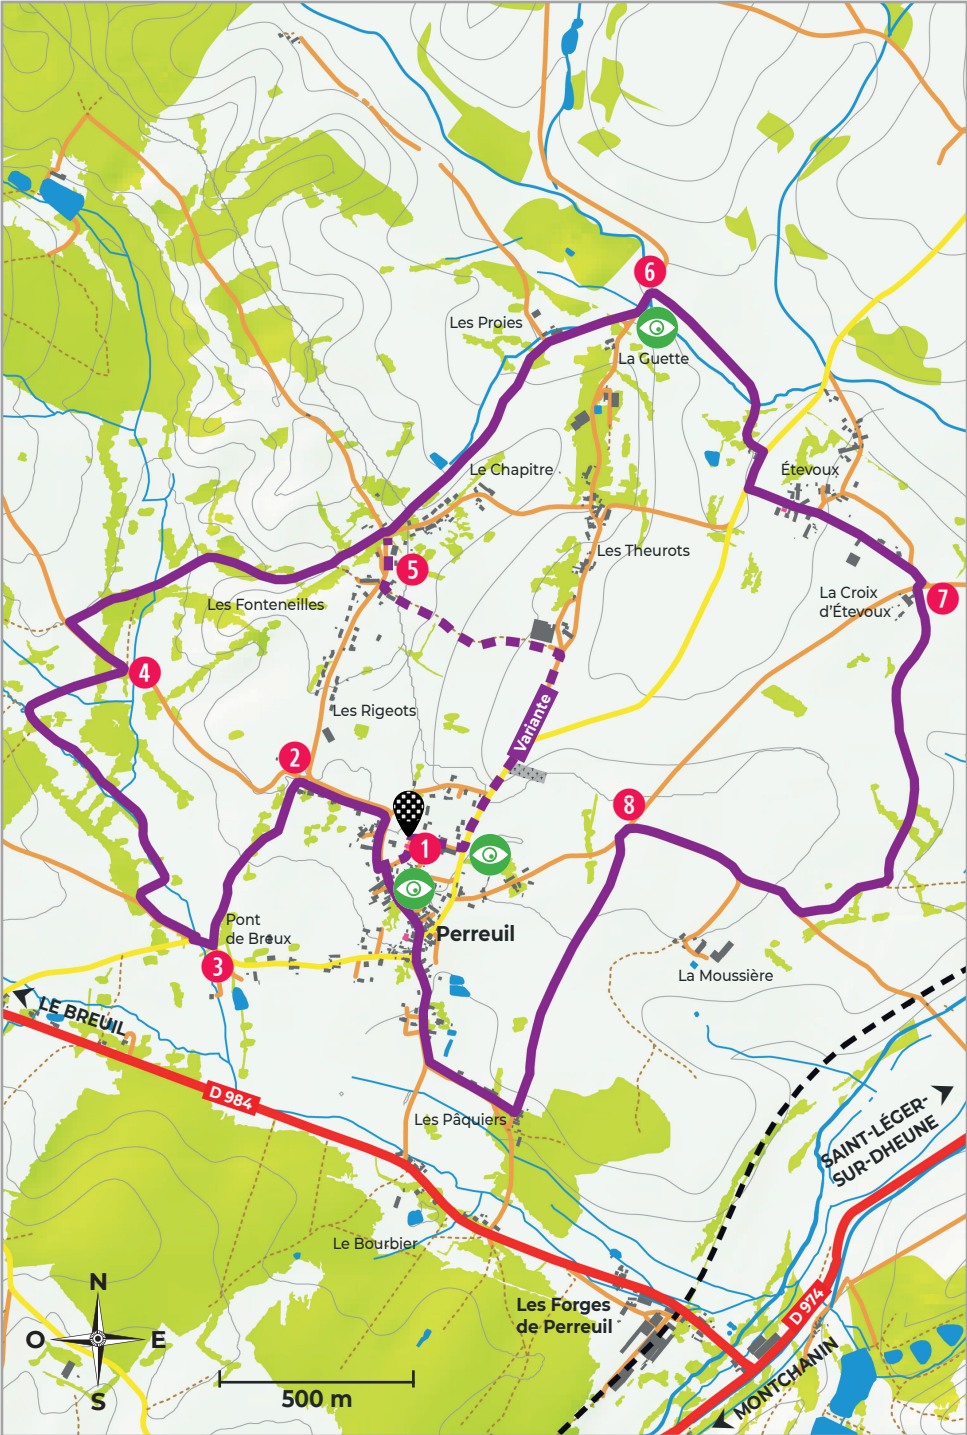 6
Les Proies
La Guette
Le Chapitre
Étevoux
Les Theurots
5
La Croix
d'Étevoux
7
Les Fonteneilles
4
Les Rigeots
Variante
2
8
1
Pont
de Breux
Perreuil
3
La Moussière
LE BREUIL
D 984
Les Pâquiers
SAINT-LÉGER-
SUR-DHEUNE
Le Bourbier
N
O
E
S
Les Forges
de Perreuil
D 974
MONTCHANIN
500 m